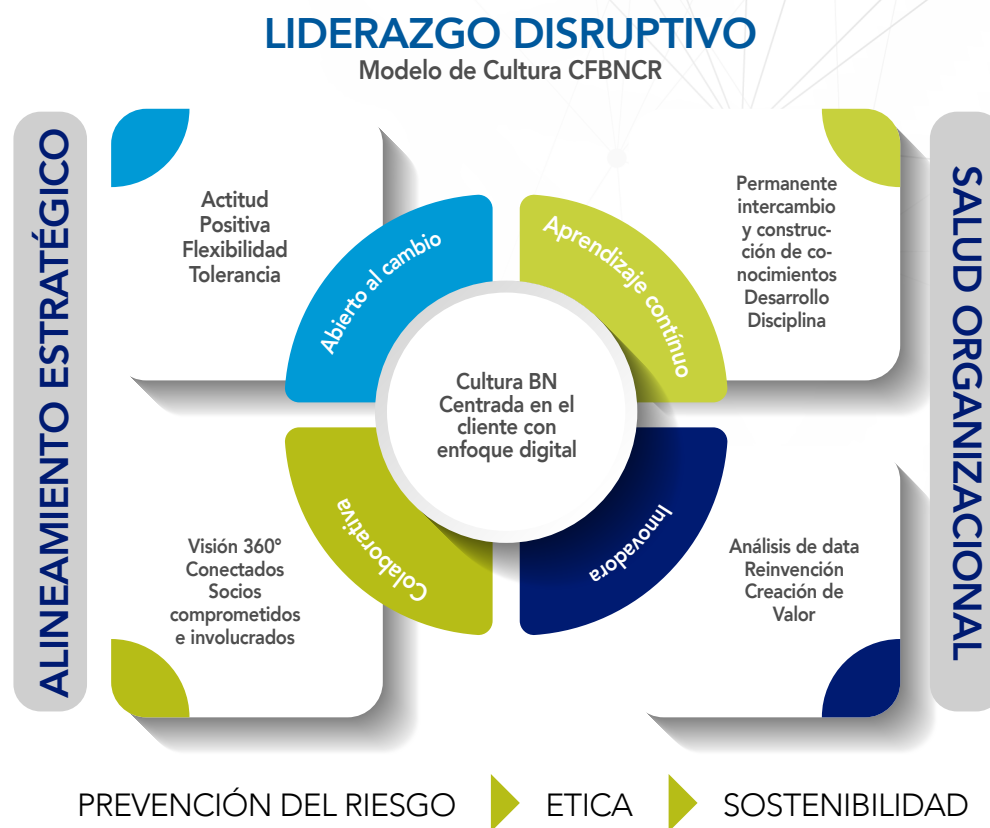 LIDERAZGO DISRUPTIVO
Modelo de Cultura CFBNCR
ALINEAMIENTO ESTRATÉGICO
Actitud
Positiva
Flexibilidad
Tolerancia
Abierto al cambio
Aprendizaje contínuo
Permanente
intercambio
y construc-
ción de co-
nocimientos
Desarrollo
Disciplina
SALUD ORGANIZACIONAL
Cultura BN
Centrada en el
cliente con
enfoque digital
Visión 360°
Conectados
Socios
comprometidos
e involucrados
Colaborativa
Innovadora
Análisis de data
Reinvención
Creación de
Valor
PREVENCIÓN DEL RIESGO
ETICA
SOSTENIBILIDAD